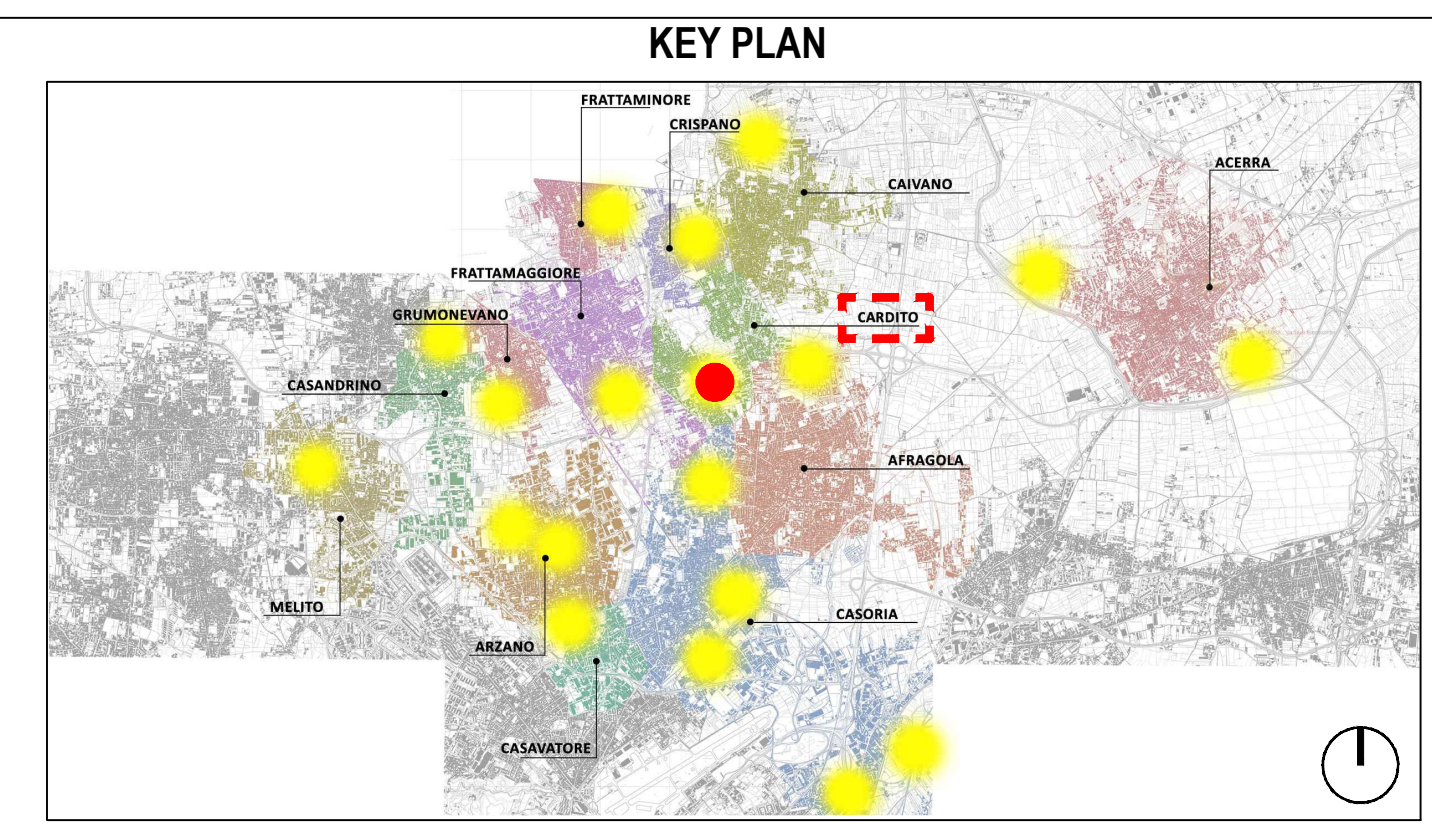 KEY PLAN
FRATTAMINORE
CRISPANO
ACERRA
CAIVANO
FRATTAMAGGIORE
GRUMONEVANO
CARDITO
CASANDRINO
AFRAGOLA
MELITO
CASORIA
ARZANO
CASAVATORE